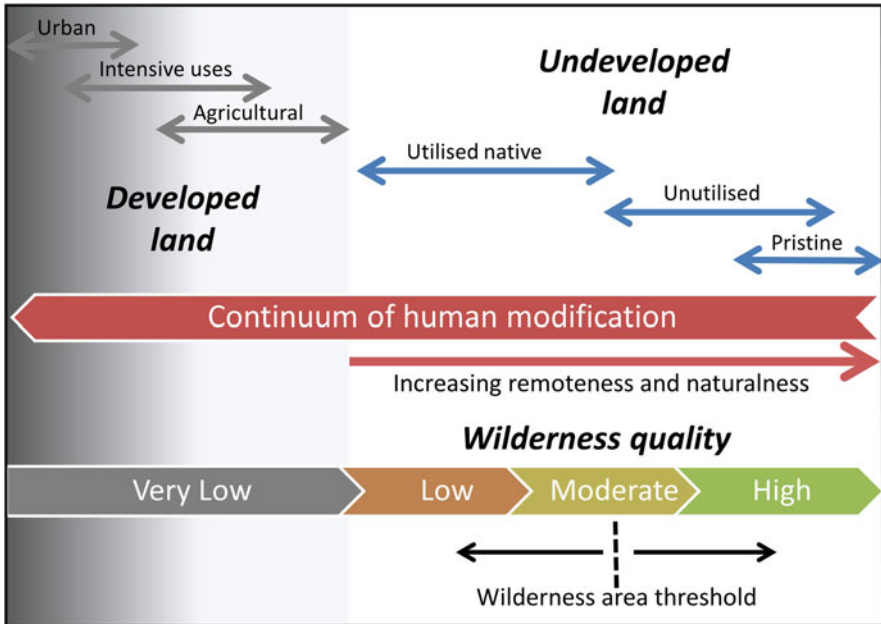 Urban
Intensive uses
Agricultural
Undeveloped
land
Utilised native
Unutilised
Pristine
Developed
land
Continuum of human modification
Increasing remoteness and naturalness
Wilderness quality
Very Low
Low
Moderate
High
Wilderness area threshold